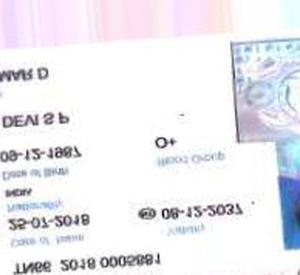 TN66 2018 0005881
Date of Issue Validity
25-07-2018 08-12-2037
Nationality
INDIA
Date of Birth Blood Group
09-12-1987 O+
DEVI S P
MAR D